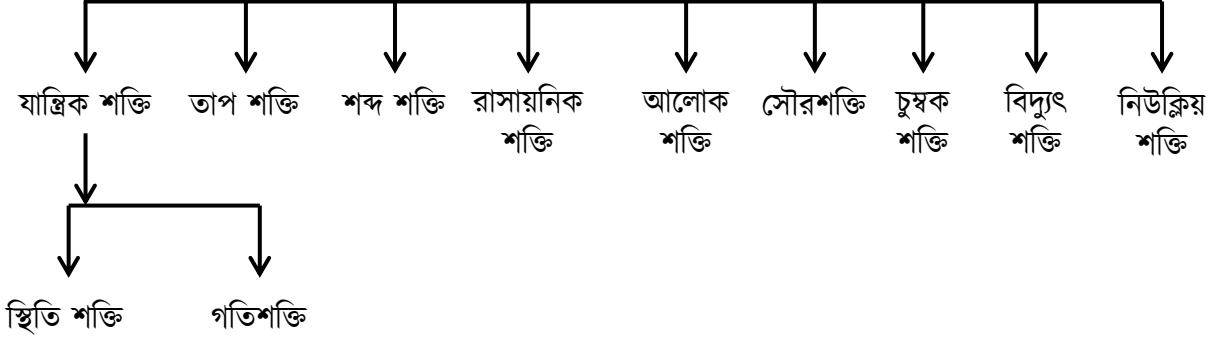 যান্ত্রিক শক্তি তাপ শক্তি শব্দ শক্তি রাসায়নিক আলোক সৌরশক্তি চুম্বক বিদ্যুৎ নিউক্লিয়
শক্তি শক্তি শক্তি শক্তি শক্তি
স্থিতি শক্তি গতিশক্তি